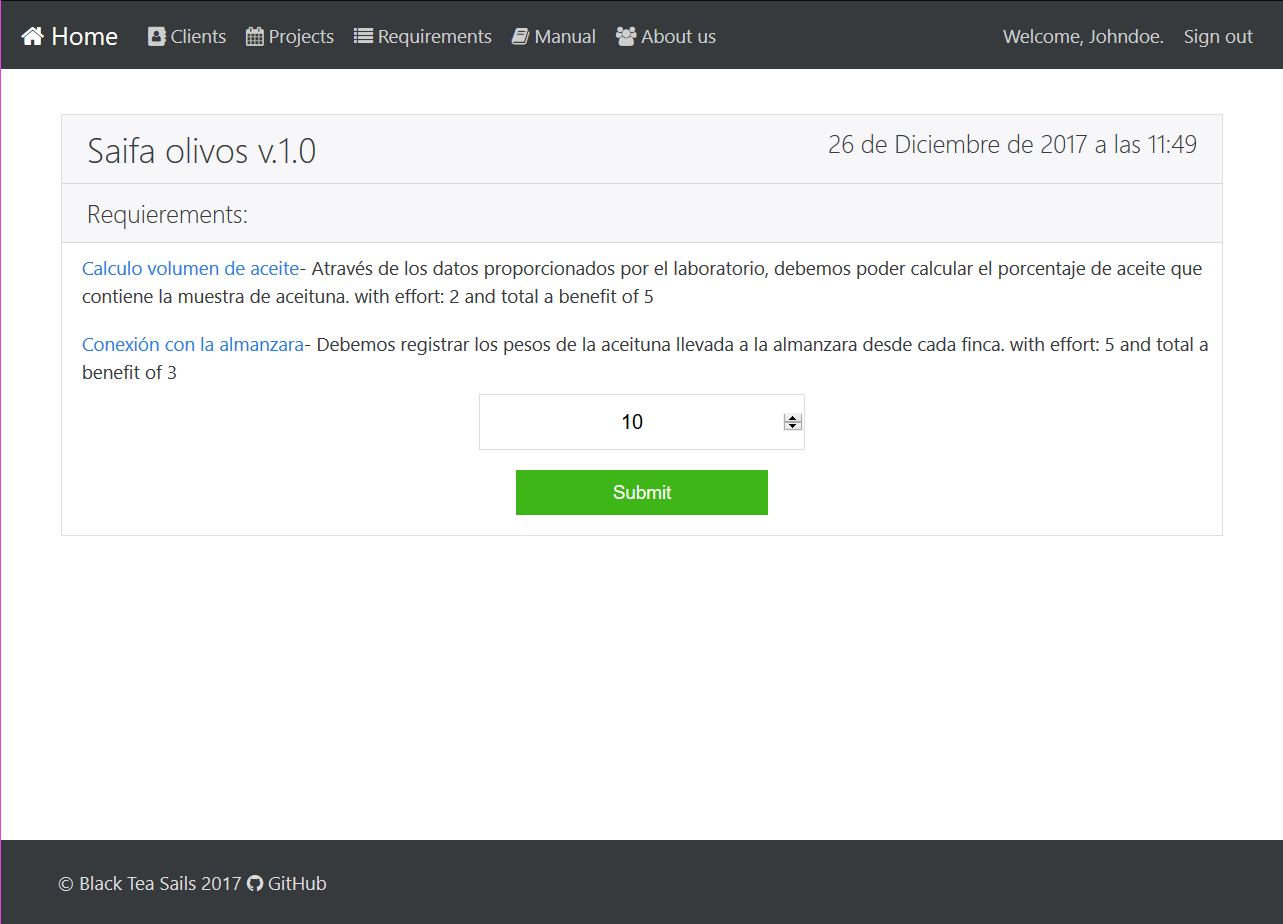 Home Clients Projects Requirements Manual About us Welcome, Johndoe. Sign out
Saifa olivos v.1.0 26 de Diciembre de 2017 a las 11:49
Requierements:
Calculo volumen de aceite- Através de los datos proporcionados por el laboratorio, debemos poder calcular el porcentaje de aceite que
contiene la muestra de aceituna. with effort: 2 and total a benefit of 5
Conexión con la almanzara- Debemos registrar los pesos de la aceituna llevada a la almanzara desde cada finca. with effort: 5 and total a
benefit of 3
10
Submit
© Black Tea Sails 2017 GitHub